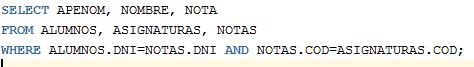 SELECT APENOM, NOMBRE, NOTA
FROM ALUMNOS, ASIGNATURAS, NOTAS
WHERE ALUMNOS.DNI=NOTAS.DNI AND NOTAS.COD=ASIGNATURAS.COD;